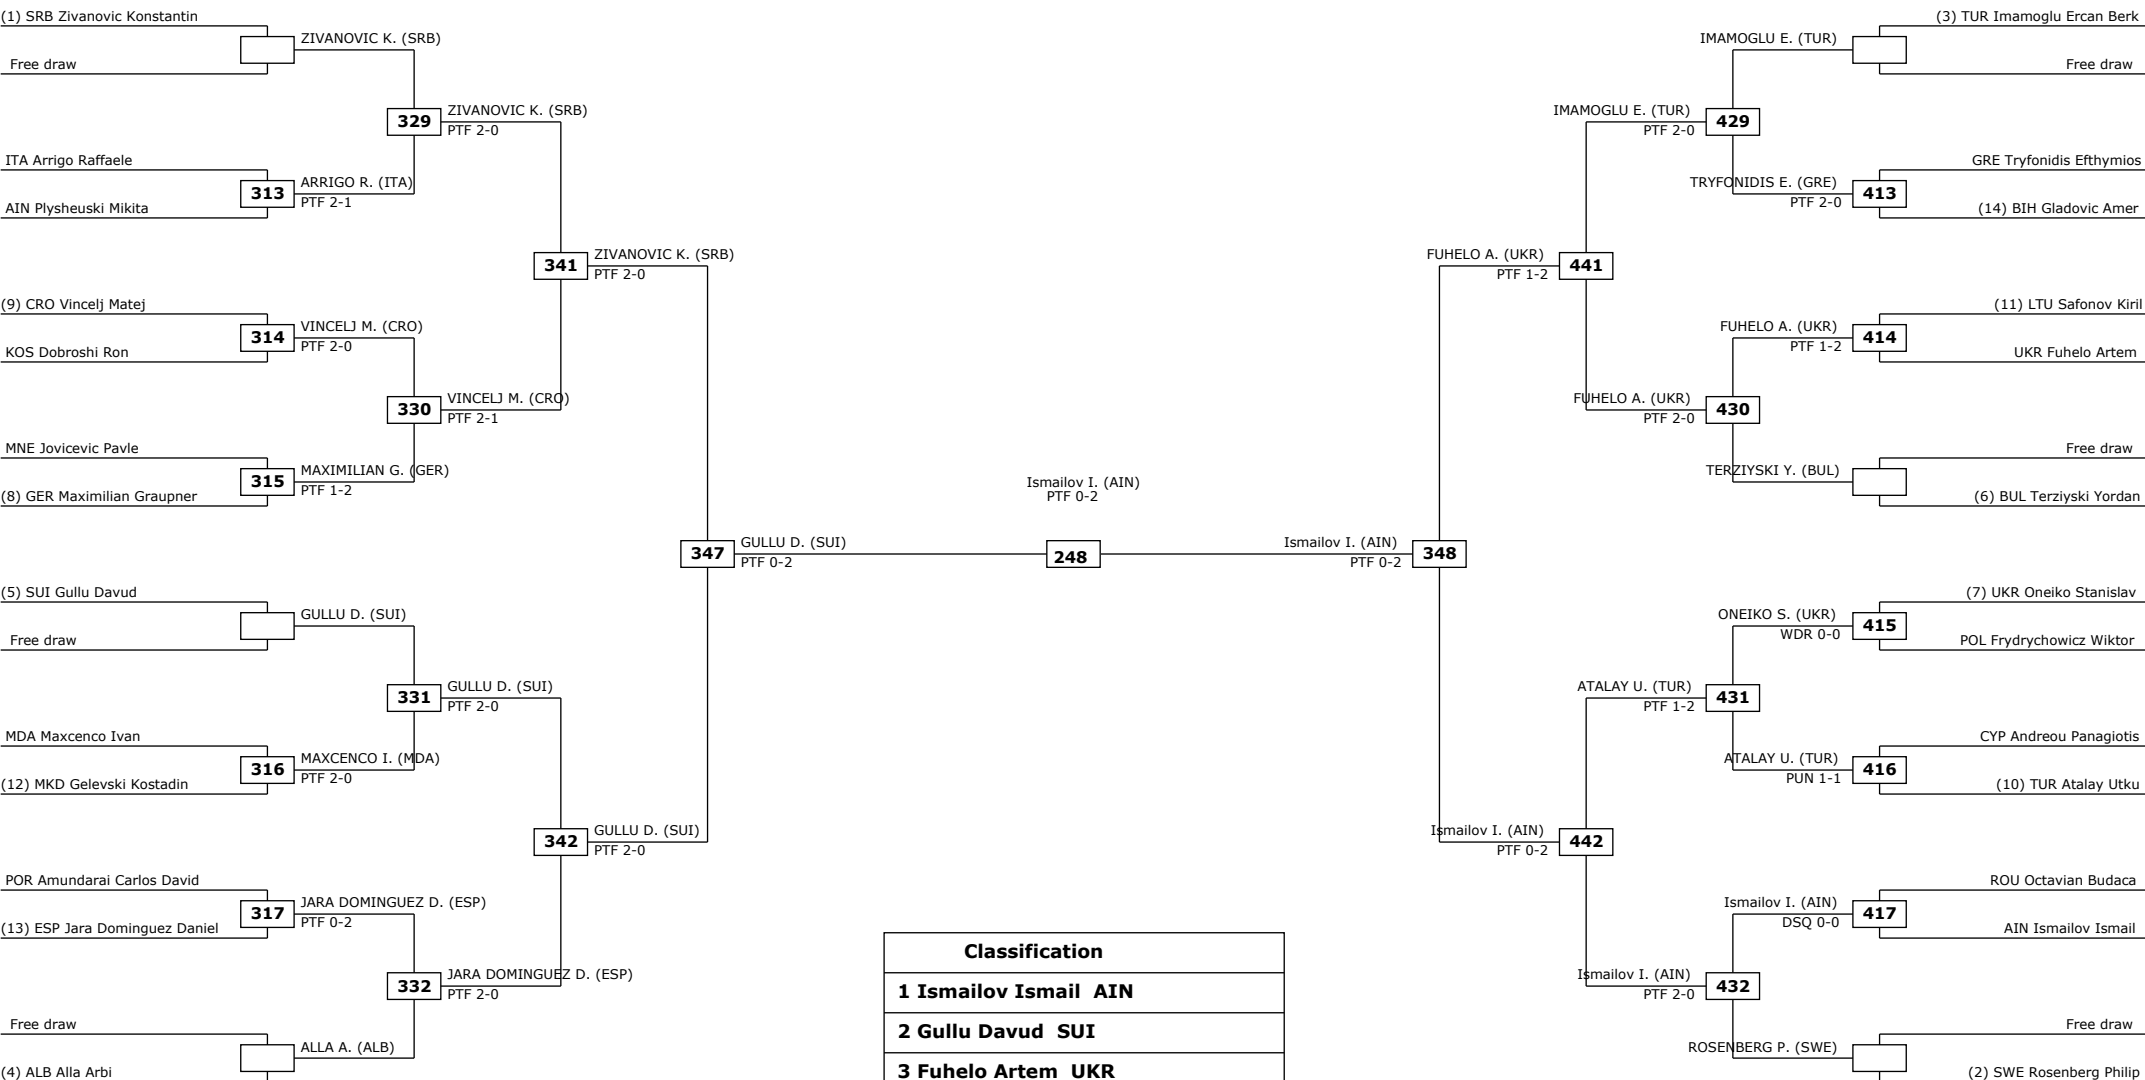 (1) SRB Zivanovic Konstantin
ZIVANOVIC K. (SRB)
Free draw
ZIVANOVIC K. (SRB)
329
PTF 2-0
ITA Arrigo Raffaele
ARRIGO R. (ITA)
313
PTF 2-1
AIN Plysheuski Mikita
ZIVANOVIC K. (SRB)
341
PTF 2-0
(9) CRO Vincelj Matej
VINCELJ M. (CRO)
314
PTF 2-0
KOS Dobroshi Ron
VINCELJ M. (CRO)
330
PTF 2-1
MNE Jovicevic Pavle
MAXIMILIAN G. (GER)
315
PTF 1-2
(8) GER Maximilian Graupner
GULLU D. (SUI)
347
PTF 0-2
(5) SUI Gullu Davud
GULLU D. (SUI)
Free draw
GULLU D. (SUI)
331
PTF 2-0
MDA Maxcenco Ivan
MAXCENCO I. (MDA)
316
PTF 2-0
(12) MKD Gelevski Kostadin
GULLU D. (SUI)
342
PTF 2-0
POR Amundarai Carlos David
JARA DOMINGUEZ D. (ESP)
317
PTF 0-2
(13) ESP Jara Dominguez Daniel
JARA DOMINGUEZ D. (ESP)
332
PTF 2-0
Free draw
ALLA A. (ALB)
(4) ALB Alla Arbi
Ismailov I. (AIN)
PTF 0-2
248
Classification
1 Ismailov Ismail AIN
2 Gullu Davud SUI
3 Fuhelo Artem UKR
(3) TUR Imamoglu Ercan Berk
IMAMOGLU E. (TUR)
Free draw
IMAMOGLU E. (TUR)
PTF 2-0
429
GRE Tryfonidis Efthymios
TRYFONIDIS E. (GRE)
PTF 2-0
413
(14) BIH Gladovic Amer
FUHELO A. (UKR)
PTF 1-2
441
(11) LTU Safonov Kiril
FUHELO A. (UKR)
PTF 1-2
414
UKR Fuhelo Artem
FUHELO A. (UKR)
PTF 2-0
430
Free draw
TERZIYSKI Y. (BUL)
(6) BUL Terziyski Yordan
Ismailov I. (AIN)
PTF 0-2
348
(7) UKR Oneiko Stanislav
ONEIKO S. (UKR)
WDR 0-0
415
POL Frydrychowicz Wiktor
ATALAY U. (TUR)
PTF 1-2
431
CYP Andreou Panagiotis
ATALAY U. (TUR)
PUN 1-1
416
(10) TUR Atalay Utku
Ismailov I. (AIN)
PTF 0-2
442
ROU Octavian Budaca
Ismailov I. (AIN)
DSQ 0-0
417
AIN Ismailov Ismail
Ismailov I. (AIN)
PTF 2-0
432
Free draw
ROSENBERG P. (SWE)
(2) SWE Rosenberg Philip